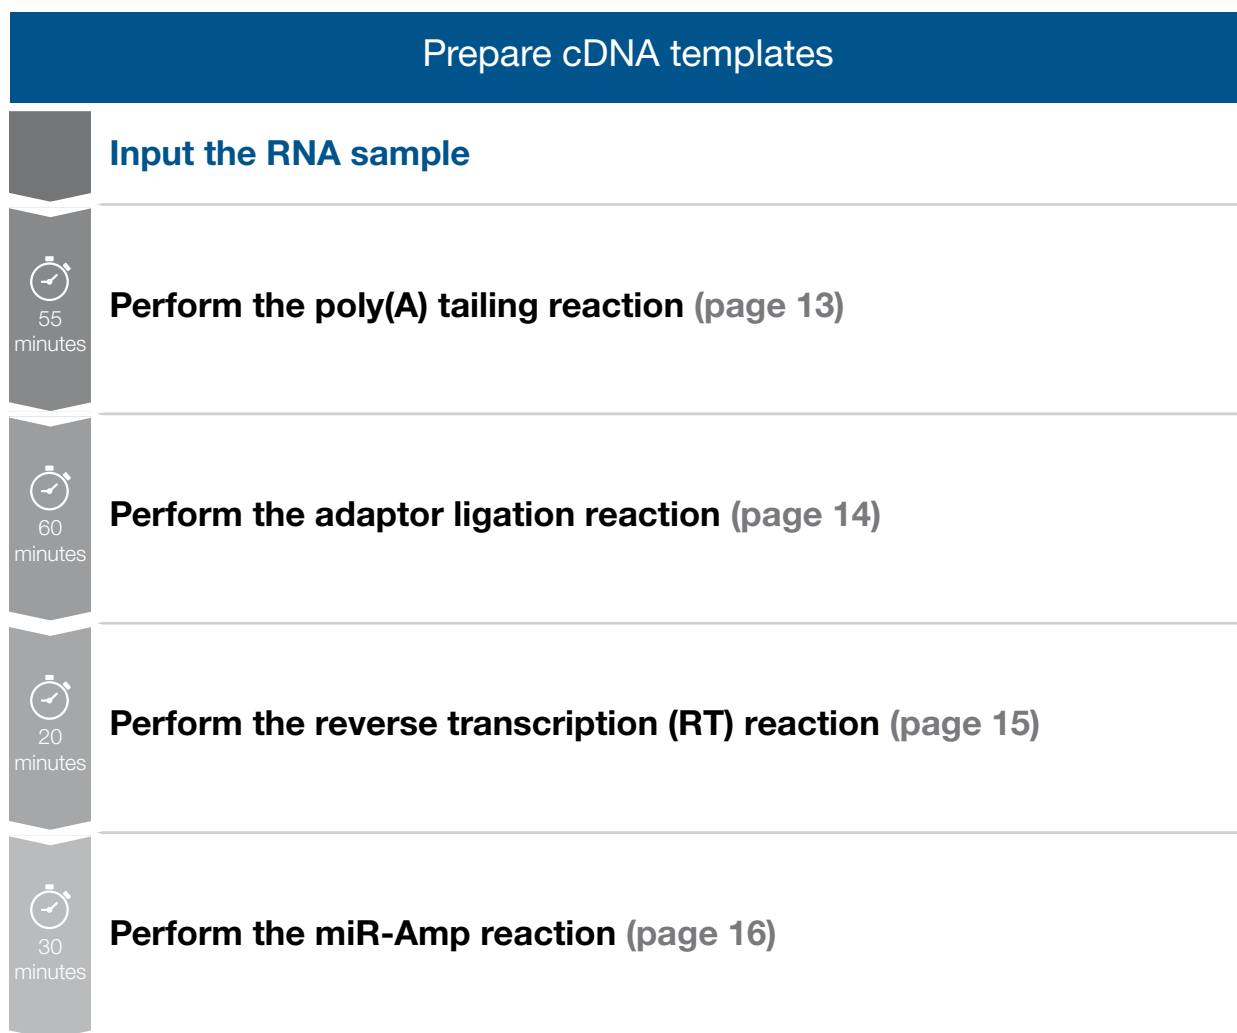 Prepare cDNA templates
Input the RNA sample
55
minutes
Perform the poly(A) tailing reaction (page 13)
60
minutes
Perform the adaptor ligation reaction (page 14)
20
minutes
Perform the reverse transcription (RT) reaction (page 15)
30
minutes
Perform the miR-Amp reaction (page 16)